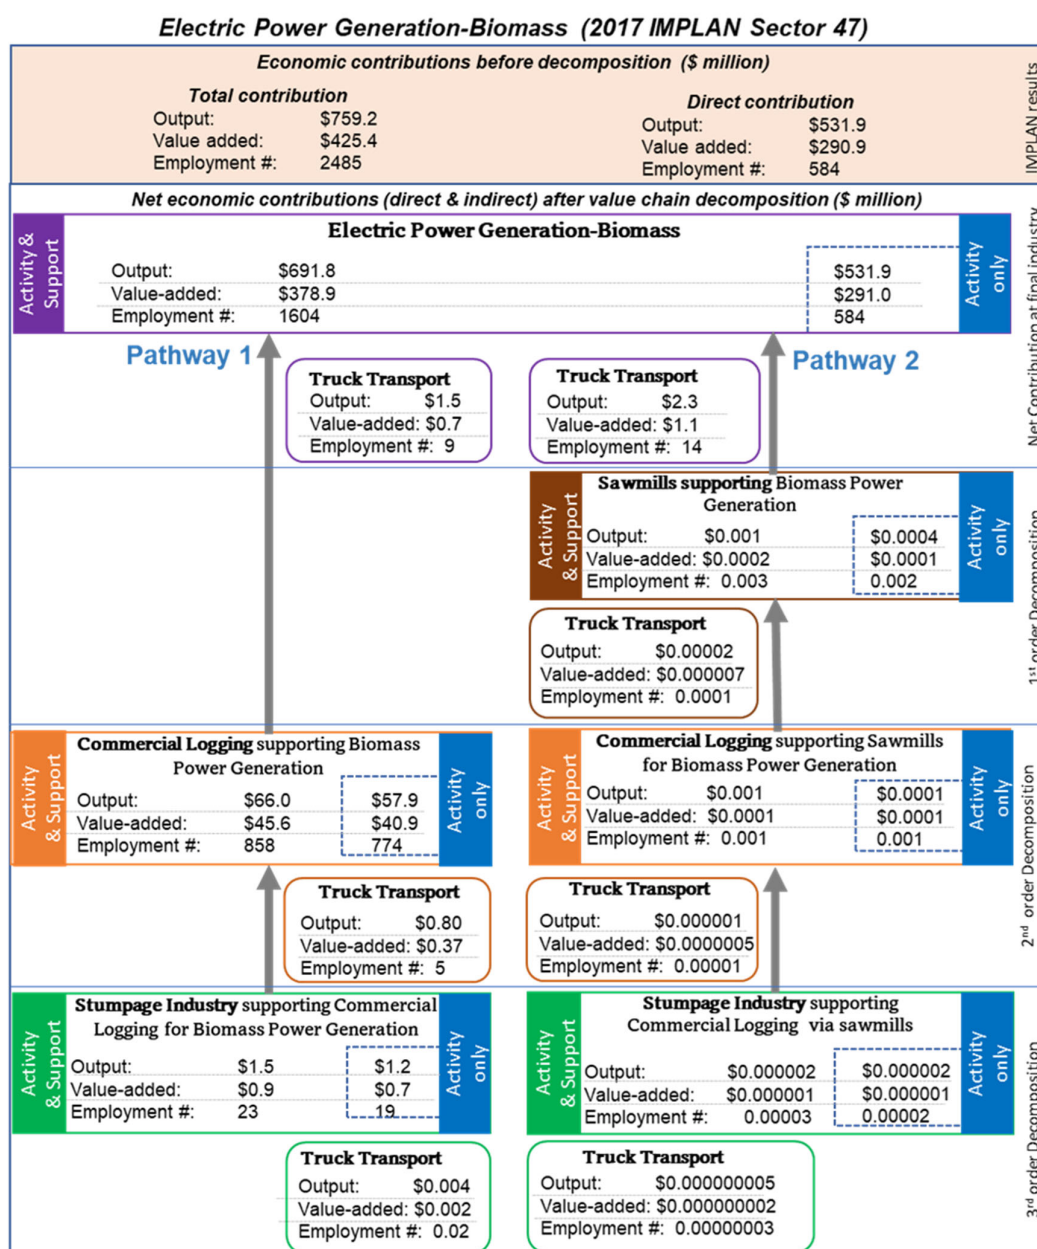 Electric Power Generation-Biomass (2017 IMPLAN Sector 47)
Economic contributions before decomposition ($ million)
Total contribution
Output: $759.2
Value added: $425.4
Employment #: 2485
Direct contribution
Output: $531.9
Value added: $290.9
Employment #: 584
IMPLAN results
Net economic contributions (direct & indirect) after value chain decomposition ($ million)
Activity &
Support
Electric Power Generation-Biomass
Output: $691.8 $531.9
Value-added: $378.9 $291.0
Employment #: 1604 584
Activity
only
Net Contribution at final industry
Pathway 1
Truck Transport
Output: $1.5
Value-added: $0.7
Employment #: 9
Truck Transport
Output: $2.3
Value-added: $1.1
Employment #: 14
Pathway 2
Activity
& Support
Sawmills supporting Biomass Power
Generation
Output: $0.001 $0.0004
Value-added: $0.0002 $0.0001
Employment #: 0.003 0.002
Activity
only
1st order Decomposition
Truck Transport
Output: $0.00002
Value-added: $0.000007
Employment #: 0.0001
Activity
& Support
Commercial Logging supporting Biomass
Power Generation
Output: $66.0 $57.9
Value-added: $45.6 $40.9
Employment #: 858 774
Activity
only
Activity
& Support
Commercial Logging supporting Sawmills
for Biomass Power Generation
Output: $0.001 $0.0001
Value-added: $0.0001 $0.0001
Employment #: 0.001 0.001
Activity
only
2nd order Decomposition
Truck Transport
Output: $0.80
Value-added: $0.37
Employment #: 5
Truck Transport
Output: $0.000001
Value-added: $0.0000005
Employment #: 0.00001
Activity
& Support
Stumpage Industry supporting Commercial
Logging for Biomass Power Generation
Output: $1.5 $1.2
Value-added: $0.9 $0.7
Employment #: 23 19
Activity
only
Activity
& Support
Stumpage Industry supporting
Commercial Logging via sawmills
Output: $0.000002 $0.000002
Value-added: $0.000001 $0.000001
Employment #: 0.00003 0.00002
Activity
only
3rd order Decomposition
Truck Transport
Output: $0.004
Value-added: $0.002
Employment #: 0.02
Truck Transport
Output: $0.000000005
Value-added: $0.000000002
Employment #: 0.00000003